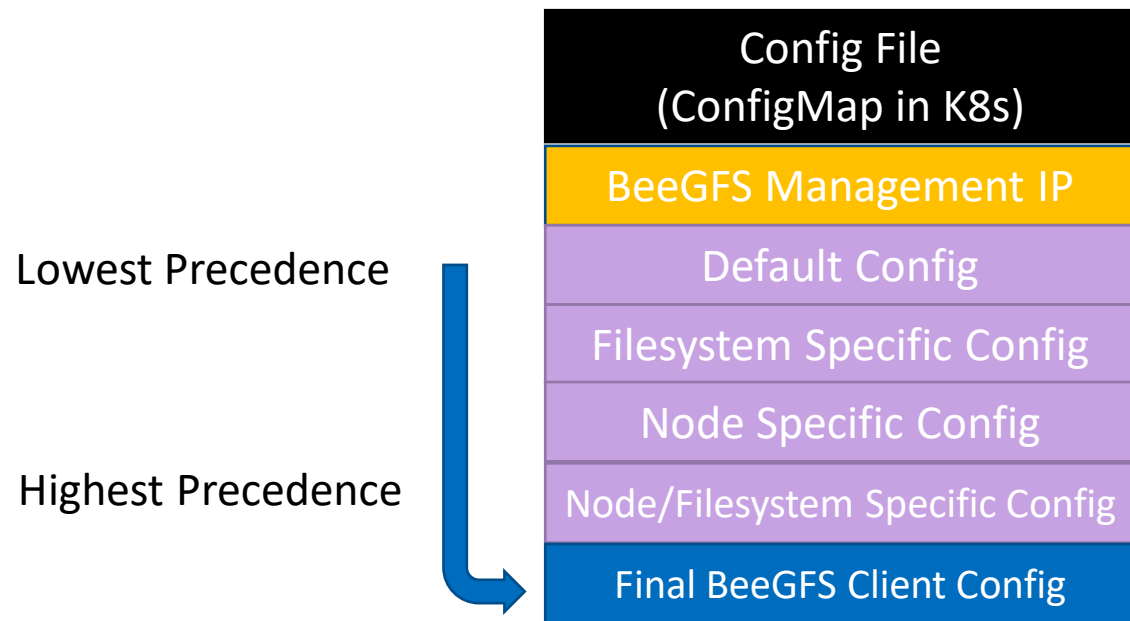 Config File
(ConfigMap in K8s)
BeeGFS Management IP
Lowest Precedence
Default Config
Filesystem Specific Config
Node Specific Config
Highest Precedence
Node/Filesystem Specific Config
Final BeeGFS Client Config